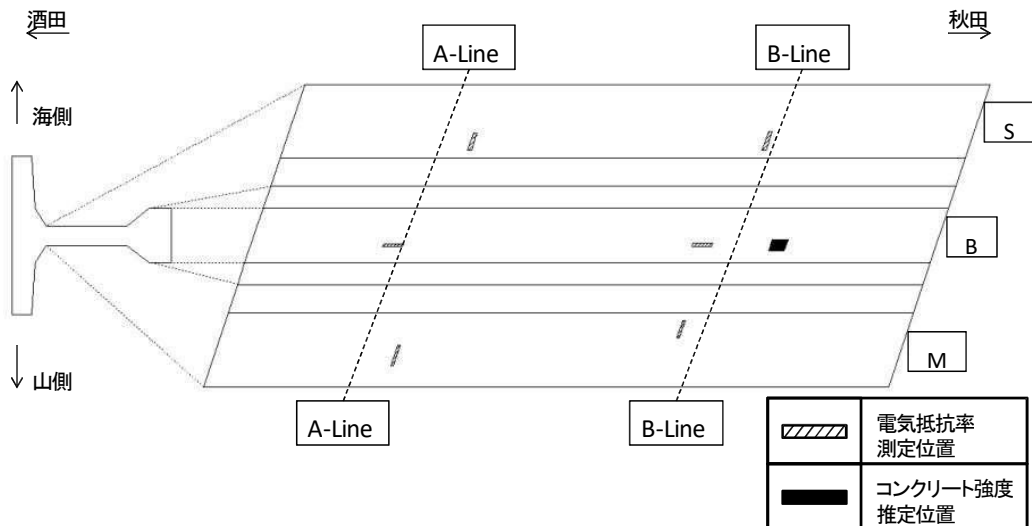 酒田
秋田
A-Line
B-Line
海側
S
B
M
山側
A-Line
B-Line
電気抵抗率
測定位置
コンクリート強度
推定位置